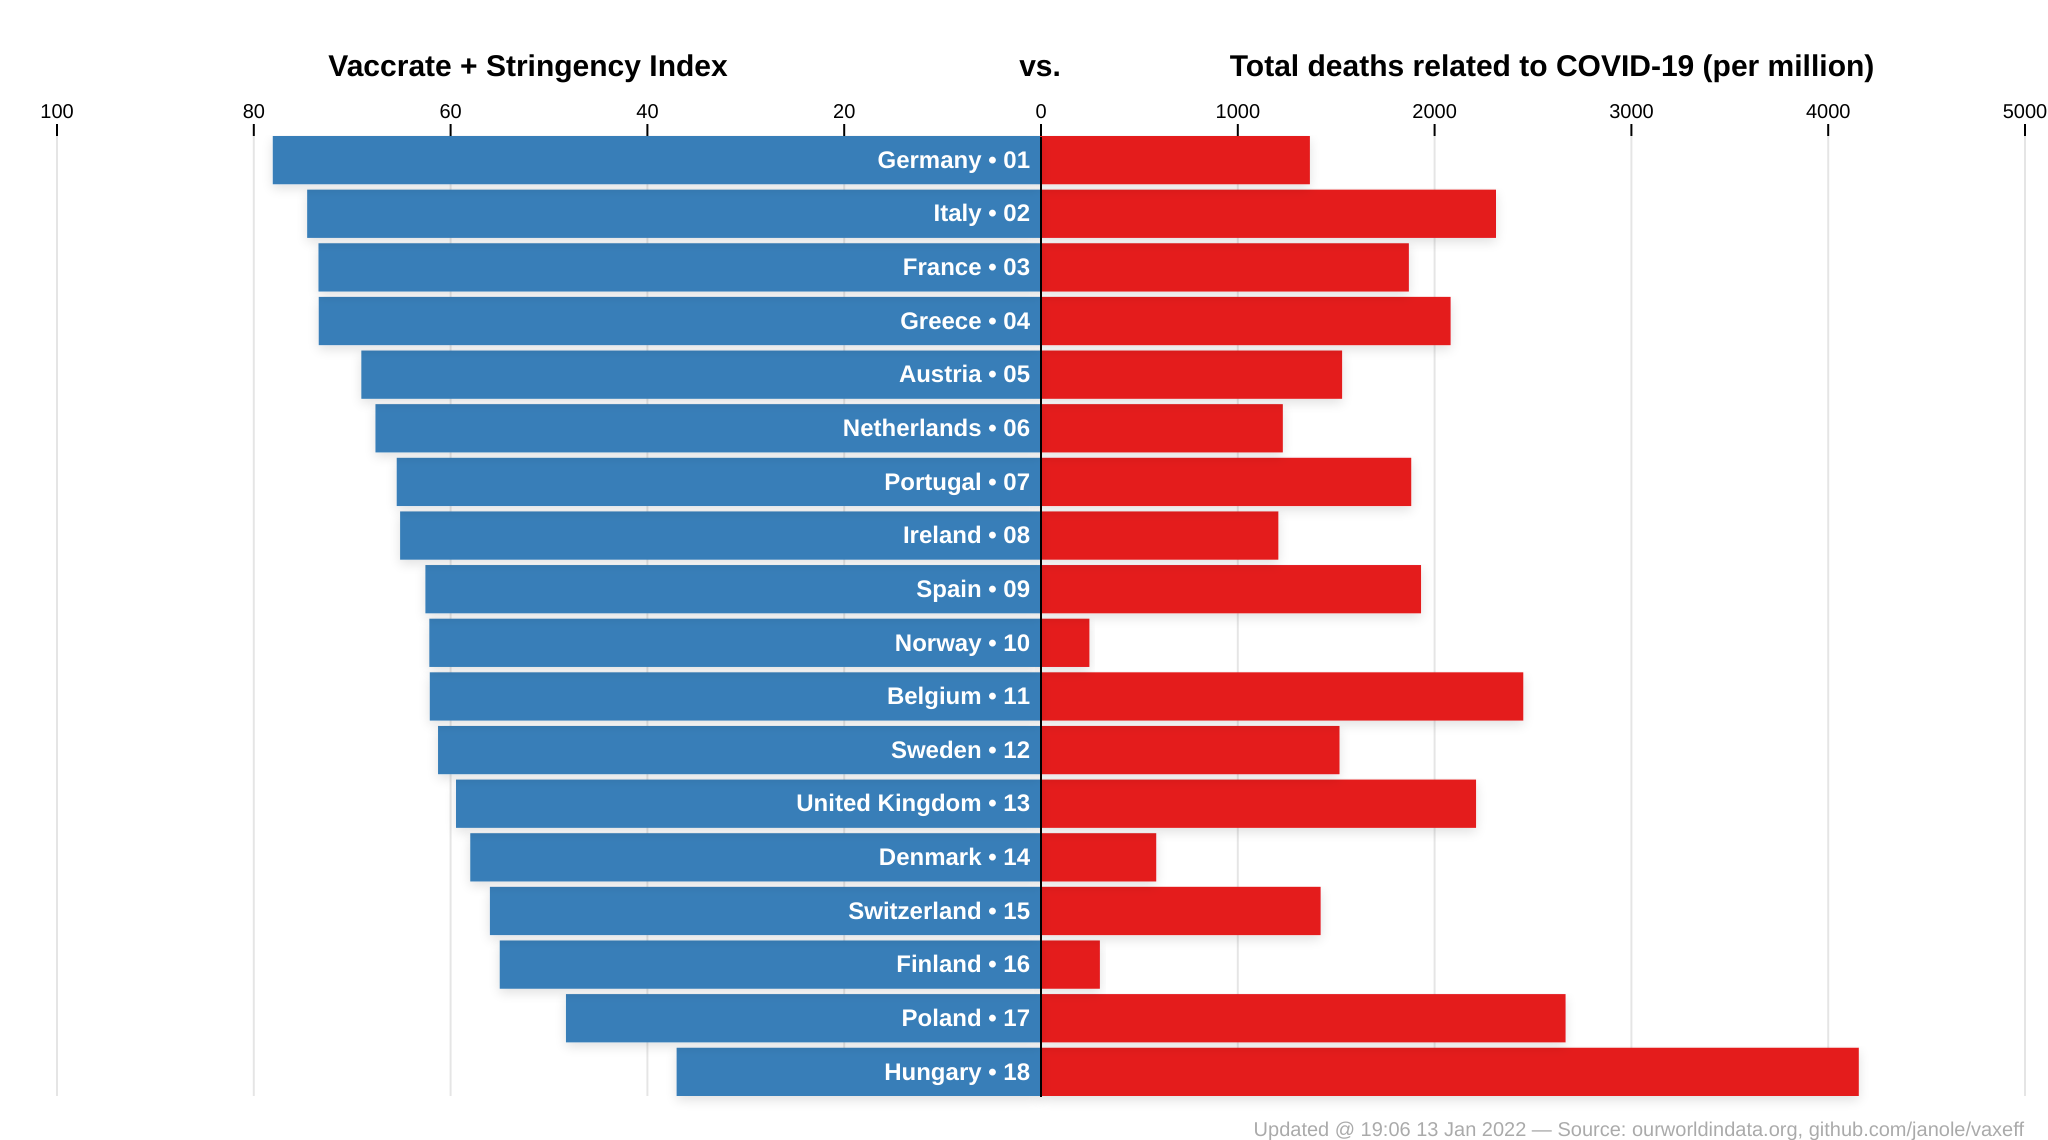 Vaccrate + Stringency Index vs. Total deaths related to COVID-19 (per million)
100 80 60 40 20 0 1000 2000 3000 4000 5000
Germany • 01
Italy • 02
France • 03
Greece • 04
Austria • 05
Netherlands • 06
Portugal • 07
Ireland • 08
Spain • 09
Norway • 10
Belgium • 11
Sweden • 12
United Kingdom • 13
Denmark • 14
Switzerland • 15
Finland • 16
Poland • 17
Hungary • 18
Updated @ 19:06 13 Jan 2022 — Source: ourworldindata.org, github.com/janole/vaxeff